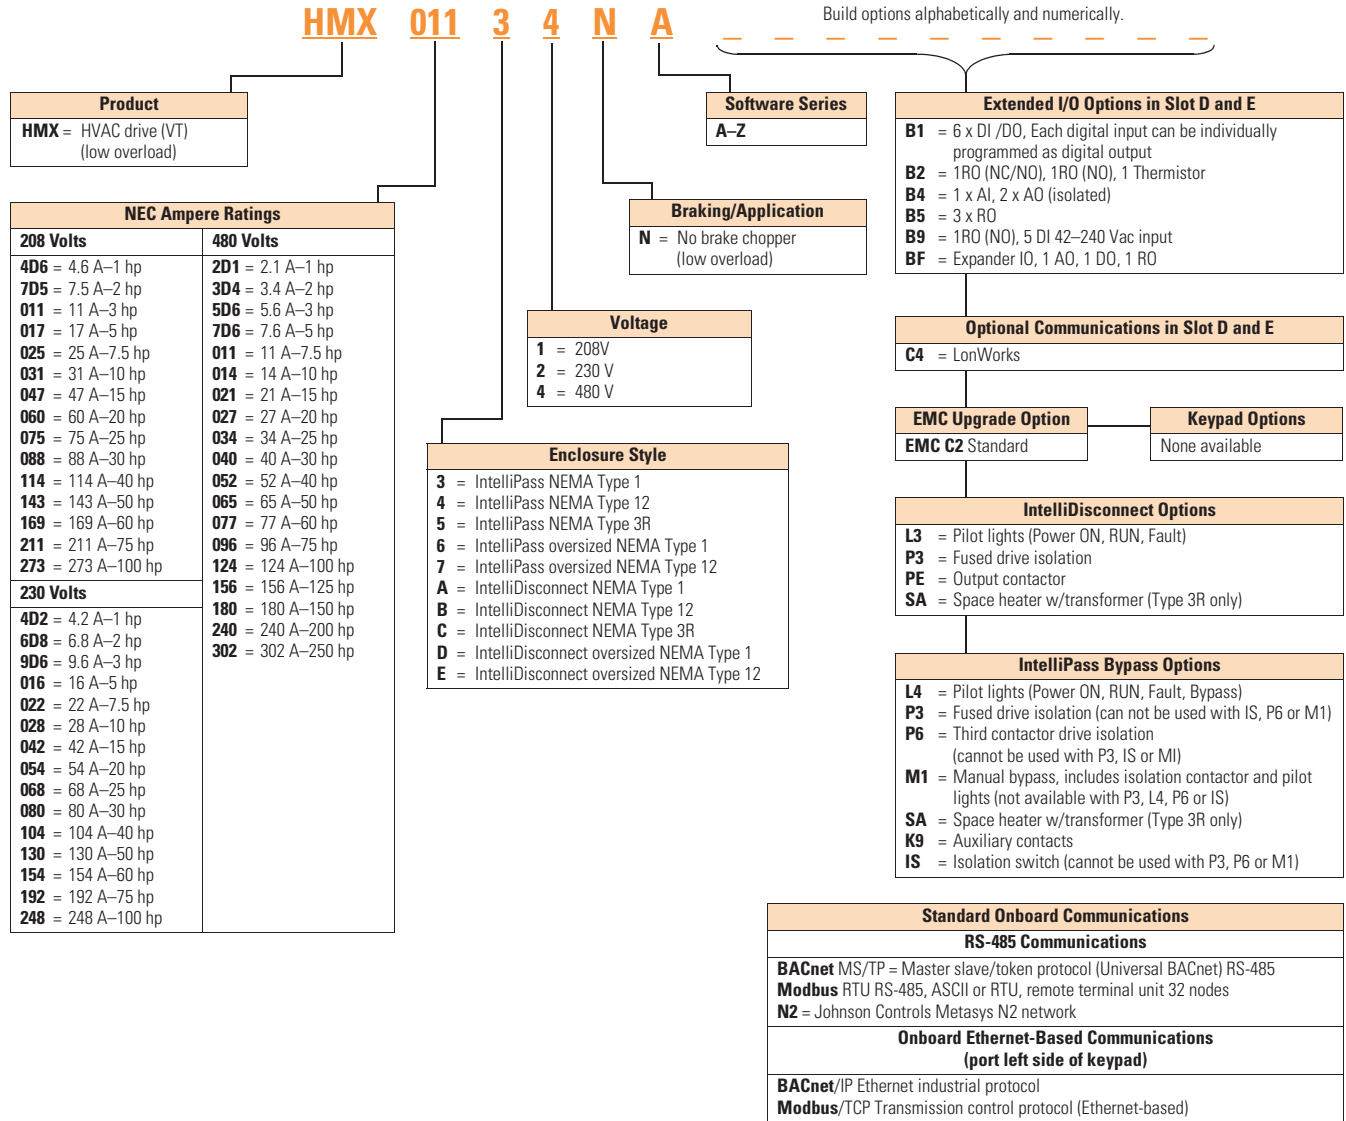 HMX 011 3 4 N A
Build options alphabetically and numerically.
Product
HMX = HVAC drive (VT)
(low overload)
Software Series
A–Z
Extended I/O Options in Slot D and E
B1 = 6 x DI /DO, Each digital input can be individually
programmed as digital output
B2 = 1RO (NC/NO), 1RO (NO), 1 Thermistor
B4 = 1 x AI, 2 x AO (isolated)
B5 = 3 x RO
B9 = 1RO (NO), 5 DI 42–240 Vac input
BF = Expander IO, 1 AO, 1 DO, 1 RO
NEC Ampere Ratings
208 Volts
4D6 = 4.6 A–1 hp
7D5 = 7.5 A–2 hp
011 = 11 A–3 hp
017 = 17 A–5 hp
025 = 25 A–7.5 hp
031 = 31 A–10 hp
047 = 47 A–15 hp
060 = 60 A–20 hp
075 = 75 A–25 hp
088 = 88 A–30 hp
114 = 114 A–40 hp
143 = 143 A–50 hp
169 = 169 A–60 hp
211 = 211 A–75 hp
273 = 273 A–100 hp
230 Volts
4D2 = 4.2 A–1 hp
6D8 = 6.8 A–2 hp
9D6 = 9.6 A–3 hp
016 = 16 A–5 hp
022 = 22 A–7.5 hp
028 = 28 A–10 hp
042 = 42 A–15 hp
054 = 54 A–20 hp
068 = 68 A–25 hp
080 = 80 A–30 hp
104 = 104 A–40 hp
130 = 130 A–50 hp
154 = 154 A–60 hp
192 = 192 A–75 hp
248 = 248 A–100 hp
480 Volts
2D1 = 2.1 A–1 hp
3D4 = 3.4 A–2 hp
5D6 = 5.6 A–3 hp
7D6 = 7.6 A–5 hp
011 = 11 A–7.5 hp
014 = 14 A–10 hp
021 = 21 A–15 hp
027 = 27 A–20 hp
034 = 34 A–25 hp
040 = 40 A–30 hp
052 = 52 A–40 hp
065 = 65 A–50 hp
077 = 77 A–60 hp
096 = 96 A–75 hp
124 = 124 A–100 hp
156 = 156 A–125 hp
180 = 180 A–150 hp
240 = 240 A–200 hp
302 = 302 A–250 hp
Braking/Application
N = No brake chopper
(low overload)
Voltage
1 = 208V
2 = 230 V
4 = 480 V
Enclosure Style
3 = IntelliPass NEMA Type 1
4 = IntelliPass NEMA Type 12
5 = IntelliPass NEMA Type 3R
6 = IntelliPass oversized NEMA Type 1
7 = IntelliPass oversized NEMA Type 12
A = IntelliDisconnect NEMA Type 1
B = IntelliDisconnect NEMA Type 12
C = IntelliDisconnect NEMA Type 3R
D = IntelliDisconnect oversized NEMA Type 1
E = IntelliDisconnect oversized NEMA Type 12
Optional Communications in Slot D and E
C4 = LonWorks
EMC Upgrade Option
EMC C2 Standard
Keypad Options
None available
IntelliDisconnect Options
L3 = Pilot lights (Power ON, RUN, Fault)
P3 = Fused drive isolation
PE = Output contactor
SA = Space heater w/transformer (Type 3R only)
IntelliPass Bypass Options
L4 = Pilot lights (Power ON, RUN, Fault, Bypass)
P3 = Fused drive isolation (can not be used with IS, P6 or M1)
P6 = Third contactor drive isolation
(cannot be used with P3, IS or MI)
M1 = Manual bypass, includes isolation contactor and pilot
lights (not available with P3, L4, P6 or IS)
SA = Space heater w/transformer (Type 3R only)
K9 = Auxiliary contacts
IS = Isolation switch (cannot be used with P3, P6 or M1)
Standard Onboard Communications
RS-485 Communications
BACnet MS/TP = Master slave/token protocol (Universal BACnet) RS-485
Modbus RTU RS-485, ASCII or RTU, remote terminal unit 32 nodes
N2 = Johnson Controls Metasys N2 network
Onboard Ethernet-Based Communications
(port left side of keypad)
BACnet/IP Ethernet industrial protocol
Modbus/TCP Transmission control protocol (Ethernet-based)